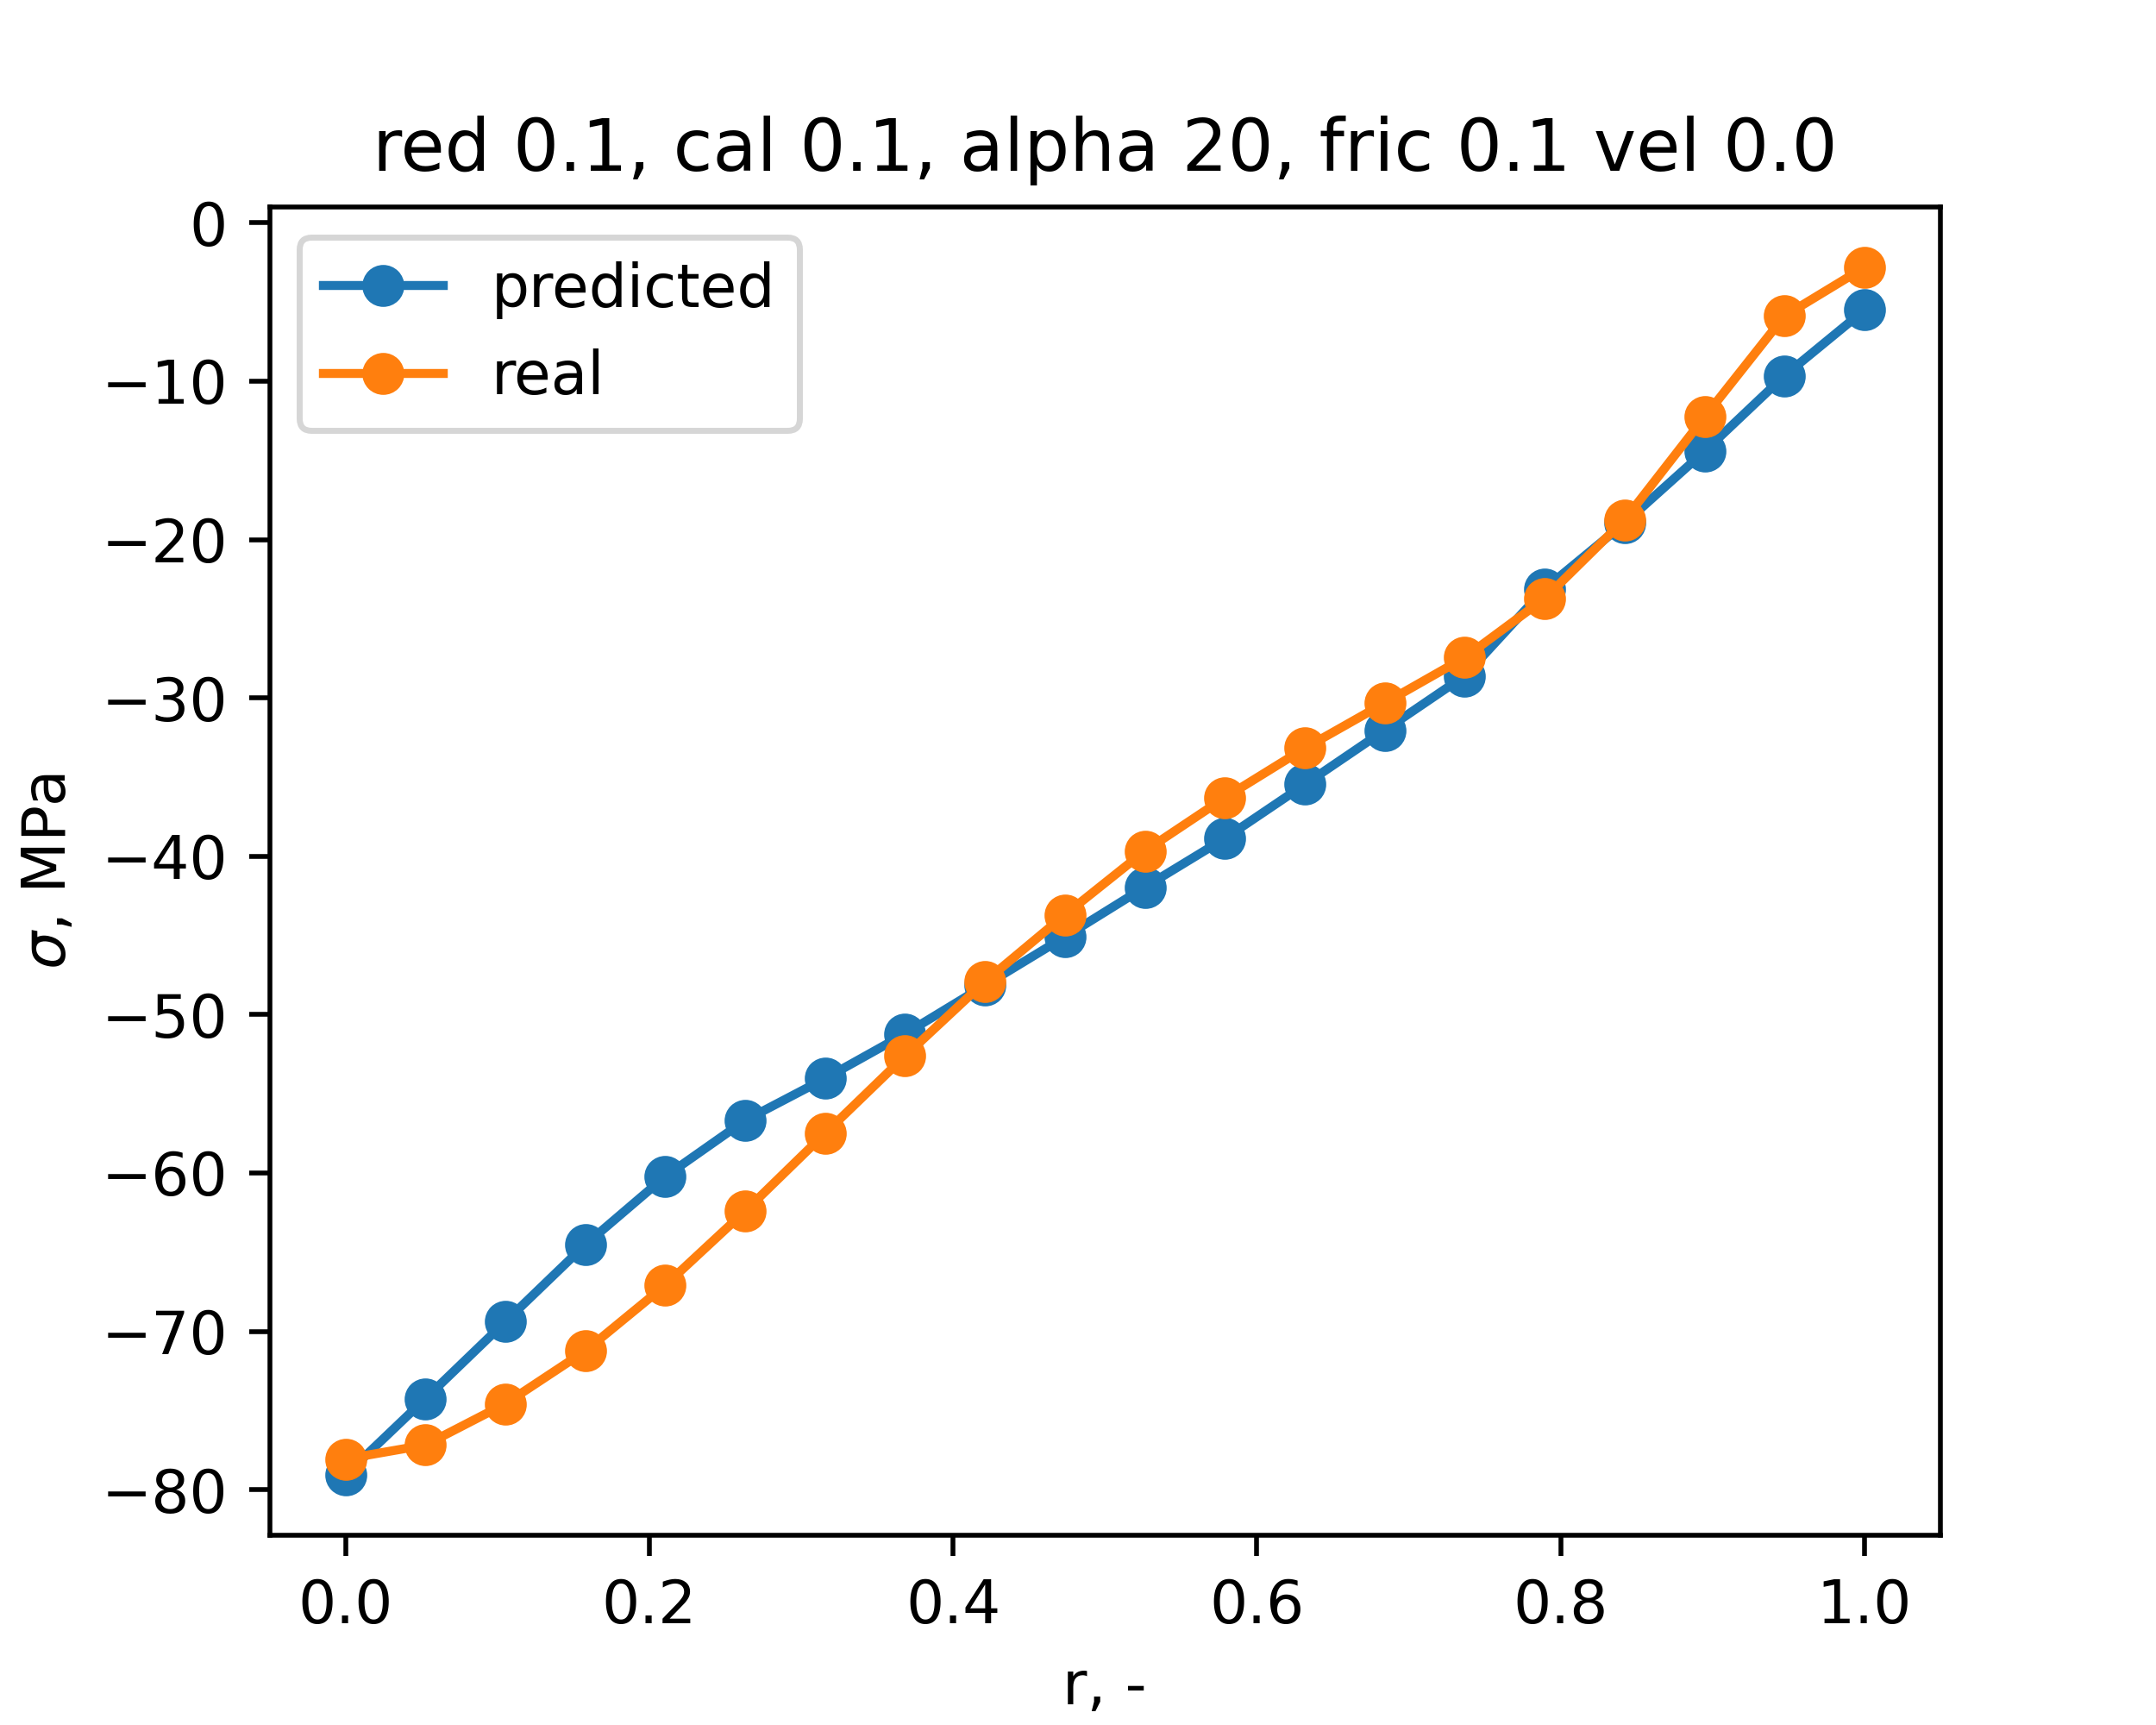 red 0.1, cal 0.1, alpha 20, fric 0.1 vel 0.0
predicted
real
0
−10
−20
−30
−40
−50
−60
−70
−80
σ, MPa
0.0 0.2 0.4 0.6 0.8 1.0
r, -